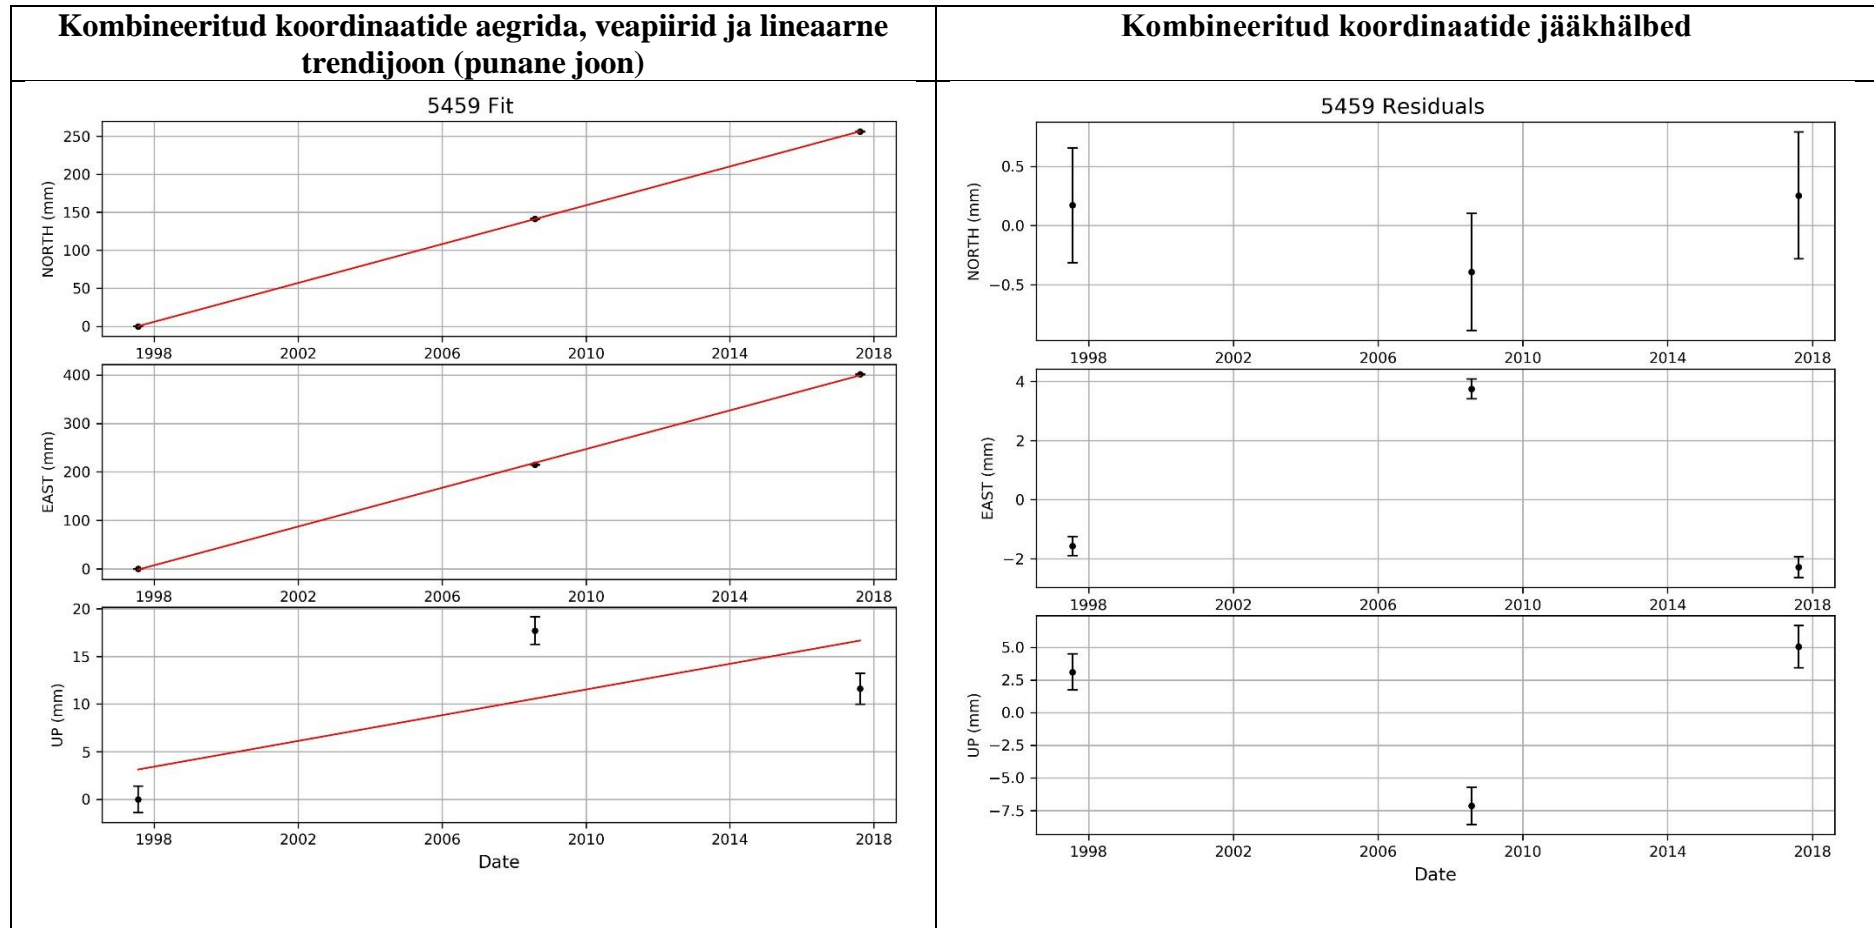 Kombineeritud koordinaatide aegrida, veapiirid ja lineaarne
trendijoon (punane joon)
Kombineeritud koordinaatide jääkhälbed
5459 Fit
NORTH (mm)
250
200
150
100
50
0
1998 2002 2006 2010 2014 2018
EAST (mm)
400
300
200
100
0
1998 2002 2006 2010 2014 2018
UP (mm)
20
15
10
5
0
1998 2002 2006 2010 2014 2018
Date
5459 Residuals
NORTH (mm)
0.5
0.0
−0.5
1998 2002 2006 2010 2014 2018
EAST (mm)
4
2
0
−2
1998 2002 2006 2010 2014 2018
UP (mm)
5.0
2.5
0.0
−2.5
−5.0
−7.5
1998 2002 2006 2010 2014 2018
Date